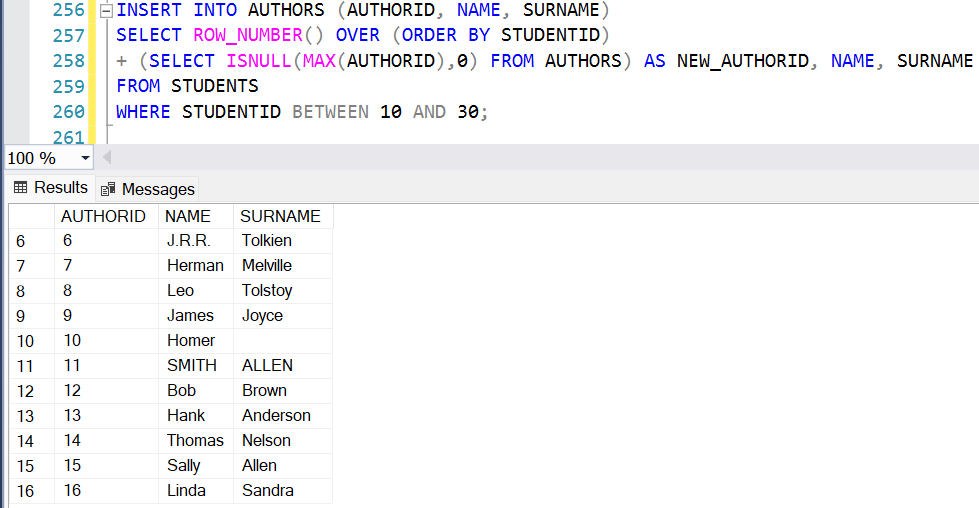 256 INSERT INTO AUTHORS (AUTHORID, NAME, SURNAME)
257 SELECT ROW_NUMBER() OVER (ORDER BY STUDENTID)
258 + (SELECT ISNULL(MAX(AUTHORID),0) FROM AUTHORS) AS NEW_AUTHORID, NAME, SURNAME
259 FROM STUDENTS
260 WHERE STUDENTID BETWEEN 10 AND 30;
261
100 %
Results Messages
AUTHORID NAME SURNAME
6 6 J.R.R. Tolkien
7 7 Herman Melville
8 8 Leo Tolstoy
9 9 James Joyce
10 10 Homer
11 11 SMITH ALLEN
12 12 Bob Brown
13 13 Hank Anderson
14 14 Thomas Nelson
15 15 Sally Allen
16 16 Linda Sandra